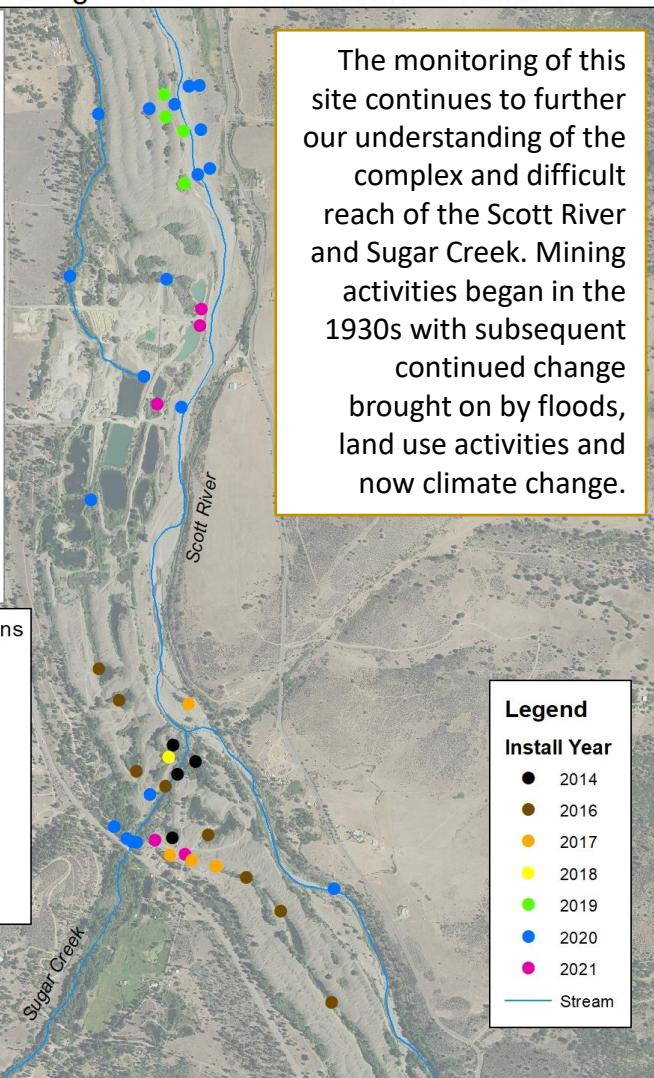 The monitoring of this
site continues to further
our understanding of the
complex and difficult
reach of the Scott River
and Sugar Creek. Mining
activities began in the
1930s with subsequent
continued change
brought on by floods,
land use activities and
now climate change.
Scott River
ns
Legend
Install Year
2014
2016
2017
2018
2019
2020
2021
Stream
Sugar Creek